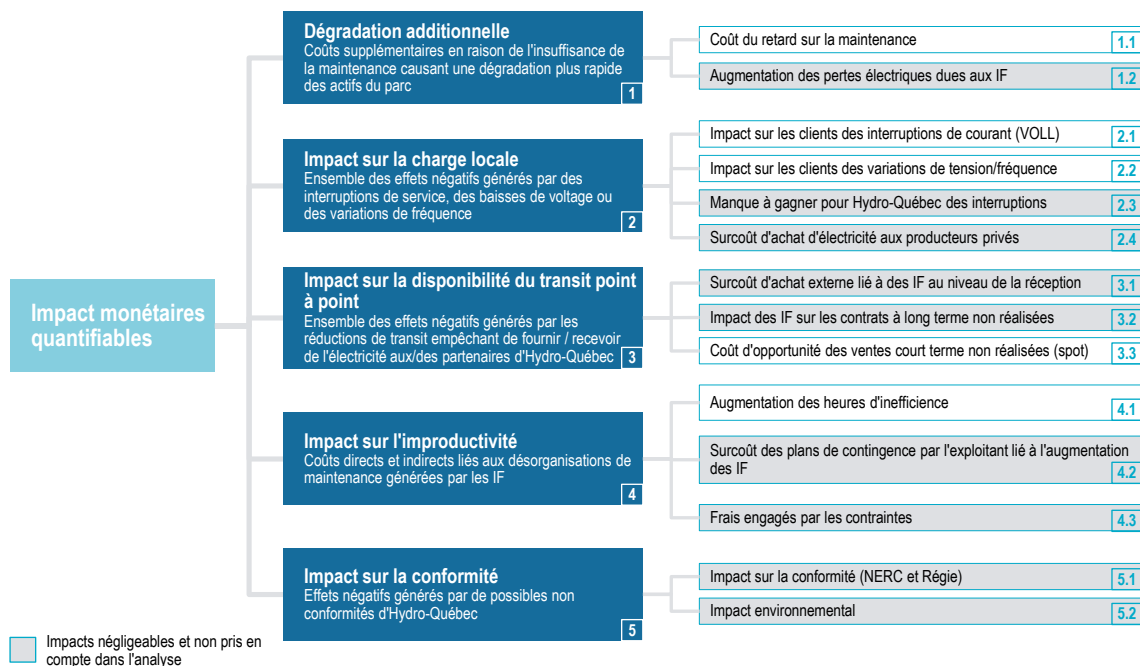 Impact monétaires
quantifiables
Dégradation additionnelle
Coûts supplémentaires en raison de l'insuffisance de
la maintenance causant une dégradation plus rapide
des actifs du parc
1
Coût du retard sur la maintenance
1.1
Augmentation des pertes électriques dues aux IF
1.2
Impact sur la charge locale
Ensemble des effets négatifs générés par des
interruptions de service, des baisses de voltage ou
des variations de fréquence
2
Impact sur les clients des interruptions de courant (VOLL)
2.1
Impact sur les clients des variations de tension/fréquence
2.2
Manque à gagner pour Hydro-Québec des interruptions
2.3
Surcoût d'achat d'électricité aux producteurs privés
2.4
Impact sur la disponibilité du transit point
à point
Ensemble des effets négatifs générés par les
réductions de transit empêchant de fournir / recevoir
de l'électricité aux/des partenaires d'Hydro-Québec
3
Surcoût d'achat externe lié à des IF au niveau de la réception
3.1
Impact des IF sur les contrats à long terme non réalisées
3.2
Coût d'opportunité des ventes court terme non réalisées (spot)
3.3
Impact sur l'improductivité
Coûts directs et indirects liés aux désorganisations de
maintenance générées par les IF
4
Augmentation des heures d'inefficience
4.1
Surcoût des plans de contingence par l'exploitant lié à l'augmentation
des IF
4.2
Frais engagés par les contraintes
4.3
Impact sur la conformité
Effets négatifs générés par de possibles non
conformités d'Hydro-Québec
5
Impact sur la conformité (NERC et Régie)
5.1
Impact environnemental
5.2
Impacts négligeables et non pris en
compte dans l'analyse